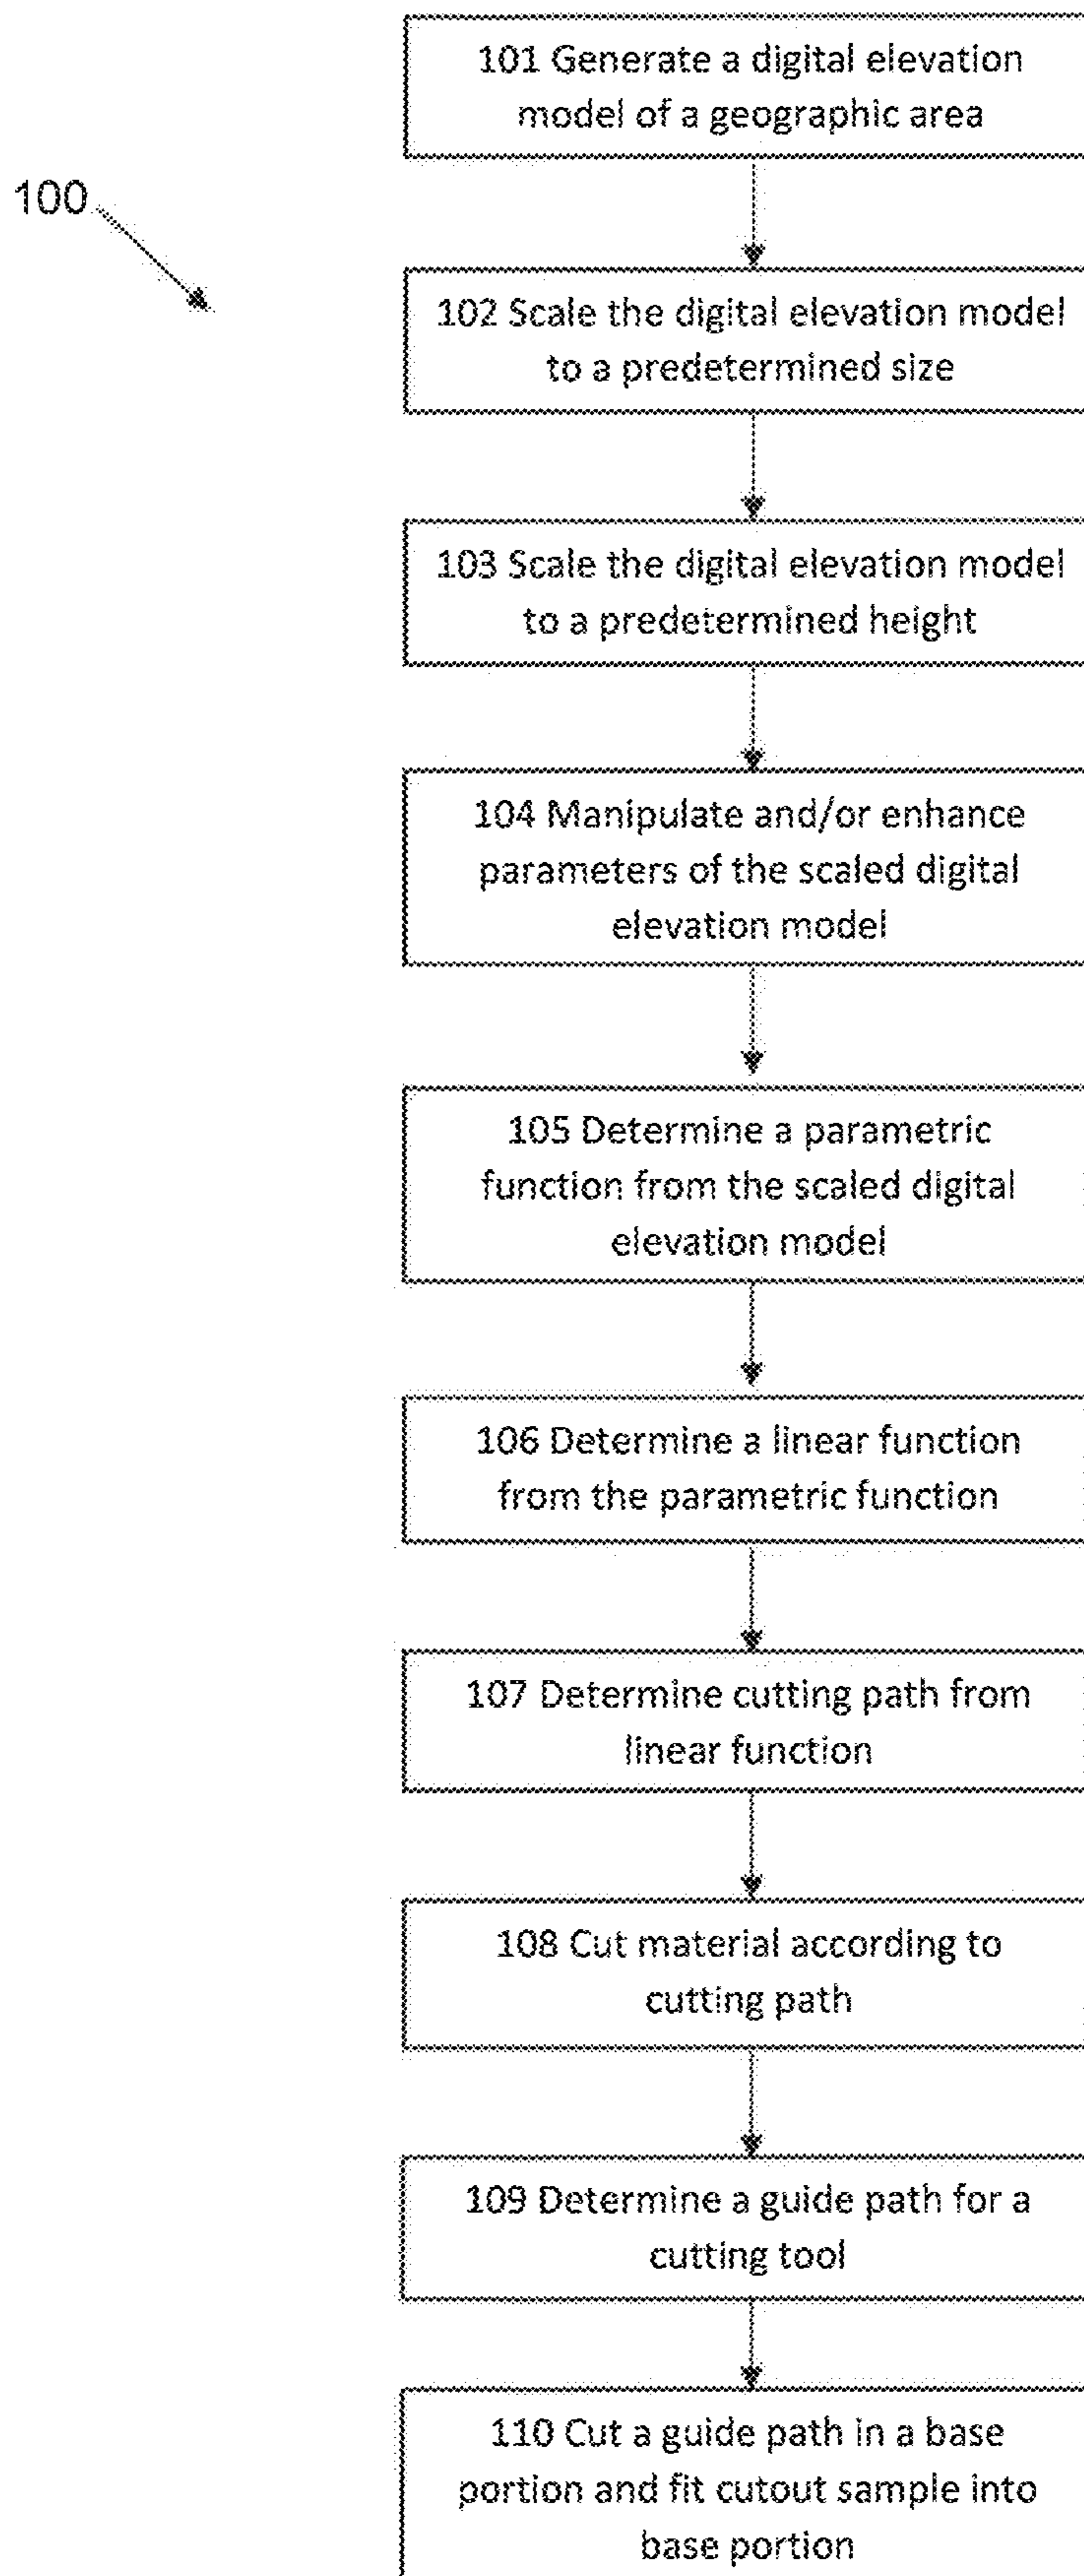 101 Generate a digital elevation
model of a geographic area
100
102 Scale the digital elevation model
to a predetermined size
103 Scale the digital elevation model
to a predetermined height
104 Manipulate and/or enhance
parameters of the scaled digital
elevation model
105 Determine a parametric
function from the scaled digital
elevation model
106 Determine a linear function
from the parametric function
107 Determine cutting path from
linear function
108 Cut material according to
cutting path
109 Determine a guide path for a
cutting tool
110 Cut a guide path in a base
portion and fit cutout sample into
base portion